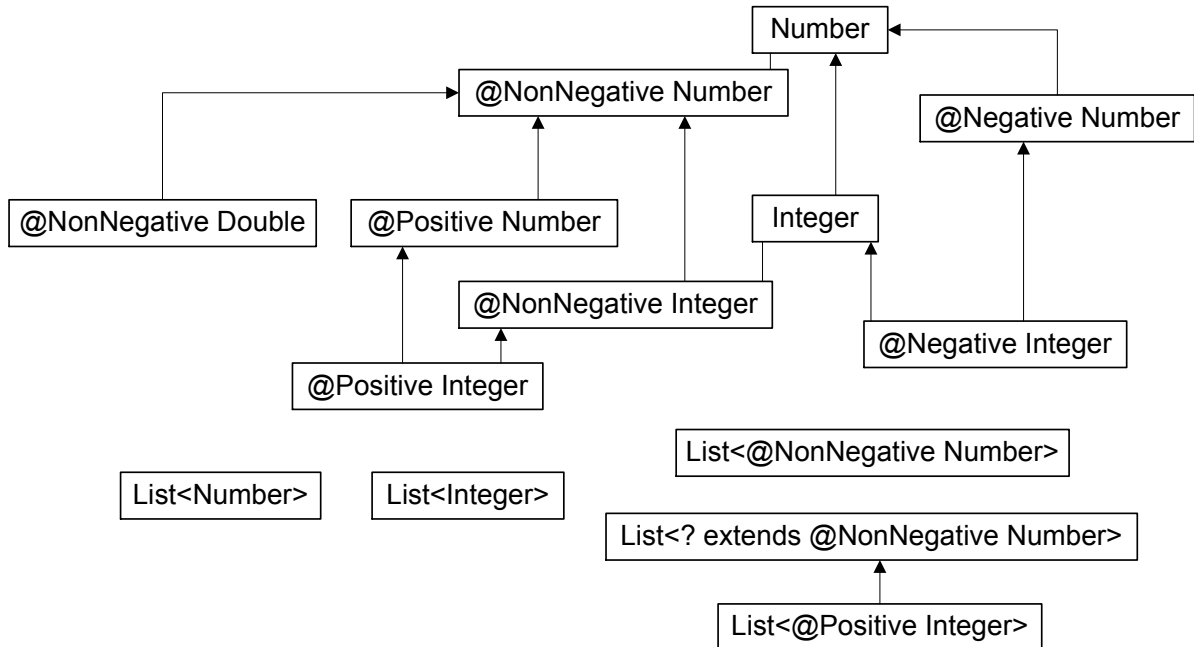 Number
@NonNegative Number
@Negative Number
@NonNegative Double
@Positive Number
Integer
@NonNegative Integer
@Negative Integer
@Positive Integer
List<@NonNegative Number>
List<Number>
List<Integer>
List<? extends @NonNegative Number>
List<@Positive Integer>